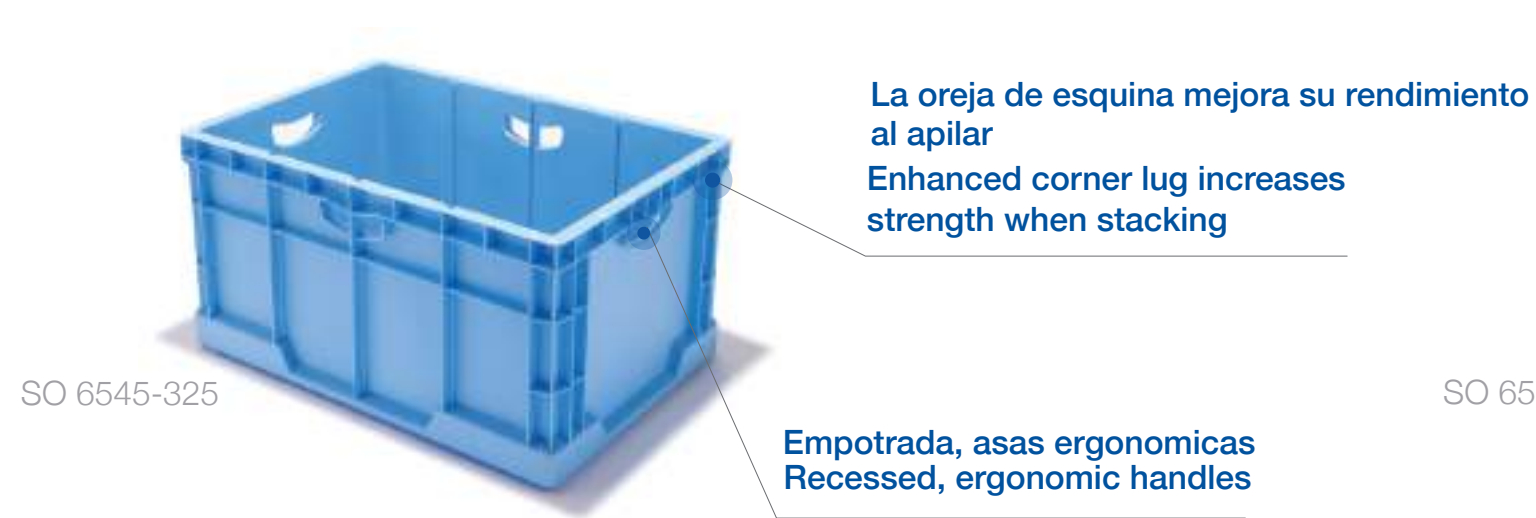 La oreja de esquina mejora su rendimiento
al apilar
Enhanced corner lug increases
strength when stacking
SO 6545-325
SO 65
Empotrada, asas ergonomicas
Recessed, ergonomic handles